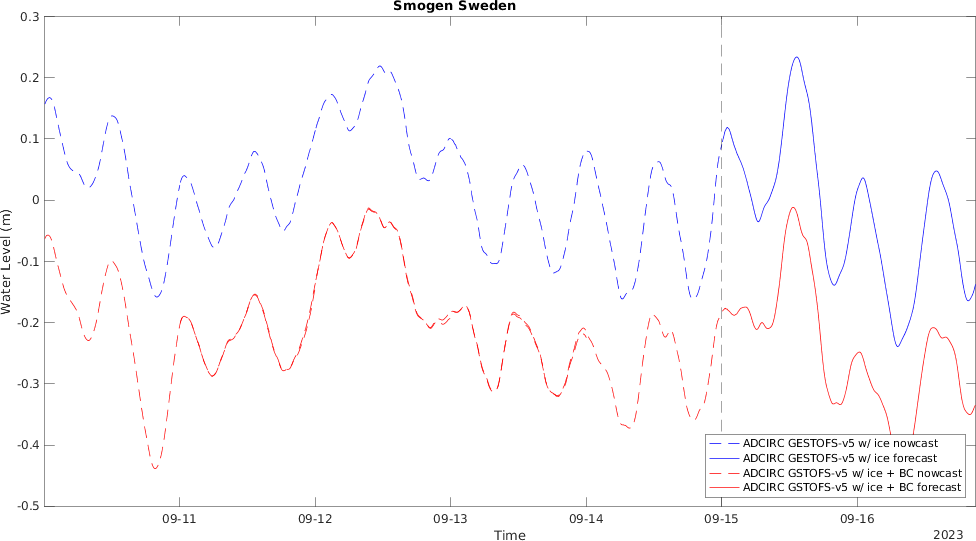 Smogen Sweden
0.3
0.2
0.1
0
-0.1
-0.2
-0.3
-0.4
-0.5
Water Level (m)
ADCIRC GESTOFS-v5 w/ ice nowcast
ADCIRC GESTOFS-v5 w/ ice forecast
ADCIRC GSTOFS-v5 w/ ice + BC nowcast
ADCIRC GSTOFS-v5 w/ ice + BC forecast
09-11 09-12 09-13 09-14 09-15 09-16
Time
2023